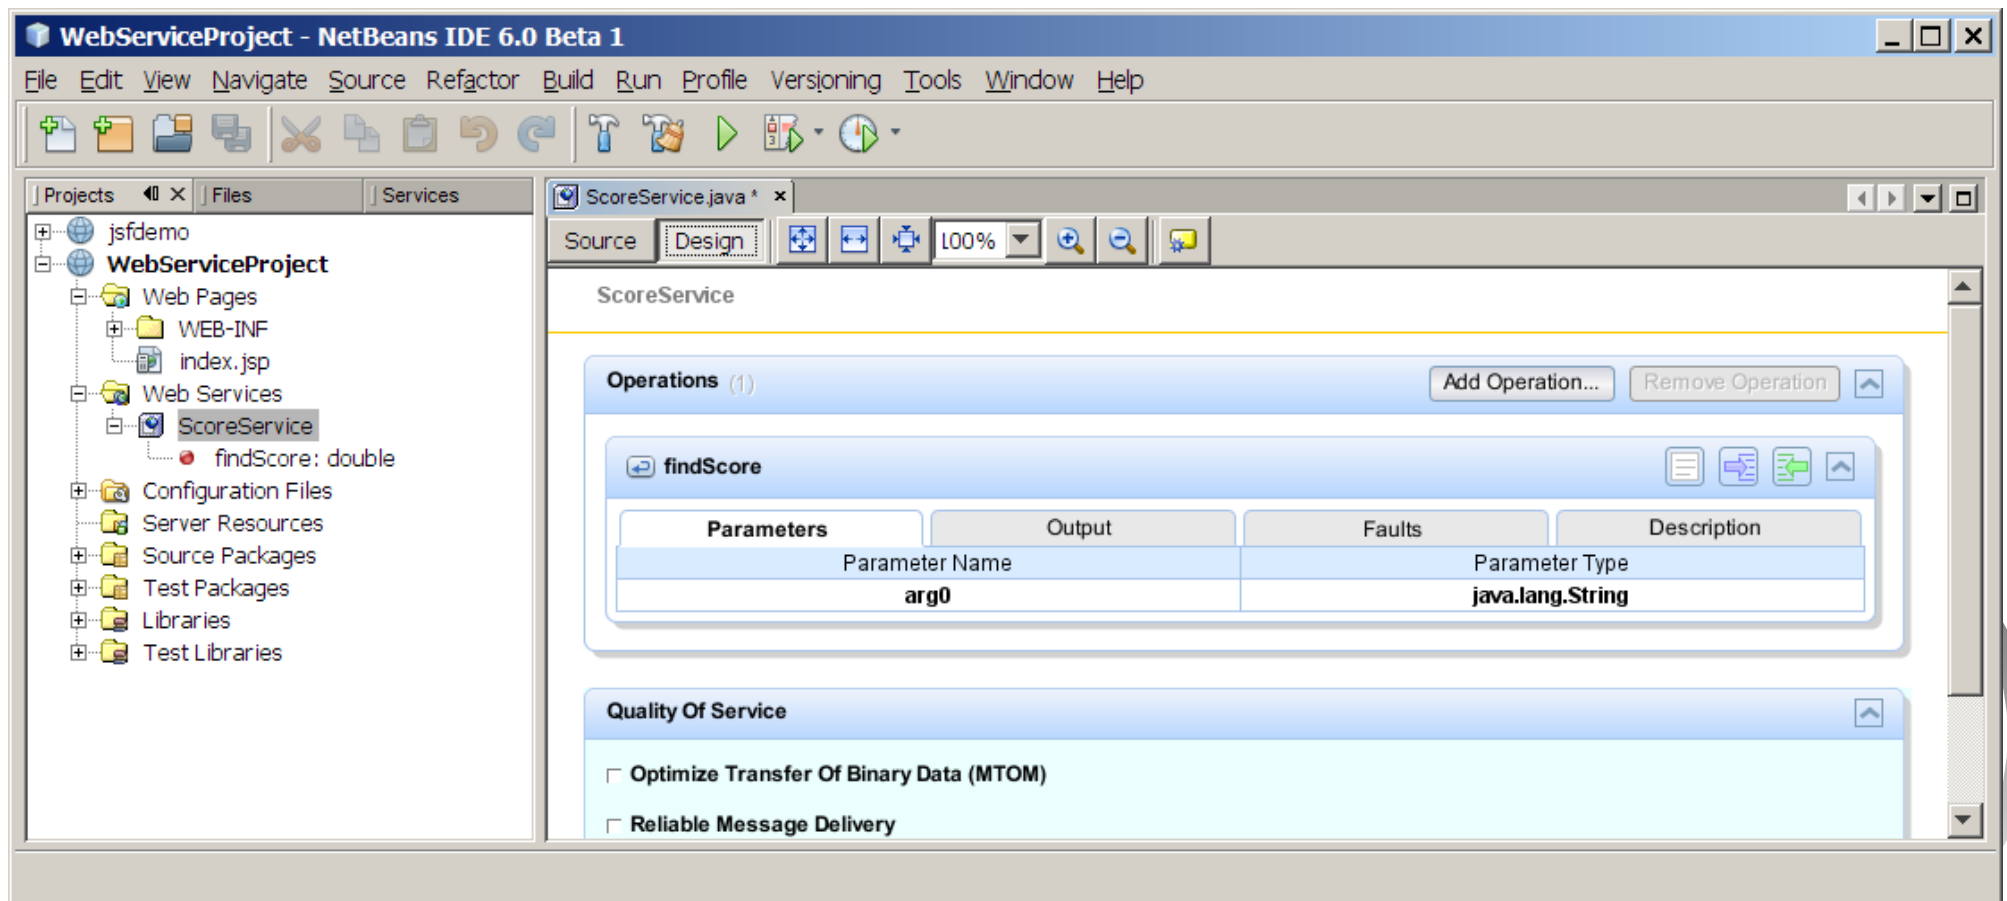 WebServiceProject - NetBeans IDE 6.0 Beta 1
File Edit View Navigate Source Refactor Build Run Profile Versioning Tools Window Help
Projects Files Services
jsfdemo
WebServiceProject
Web Pages
WEB-INF
index.jsp
Web Services
ScoreService
findScore: double
Configuration Files
Server Resources
Source Packages
Test Packages
Libraries
Test Libraries
ScoreService.java *
Source Design 100%
ScoreService
Operations (1) Add Operation... Remove Operation
findScore
Parameters Output Faults Description
Parameter Name Parameter Type
arg0 java.lang.String
Quality Of Service
Optimize Transfer Of Binary Data (MTOM)
Reliable Message Delivery